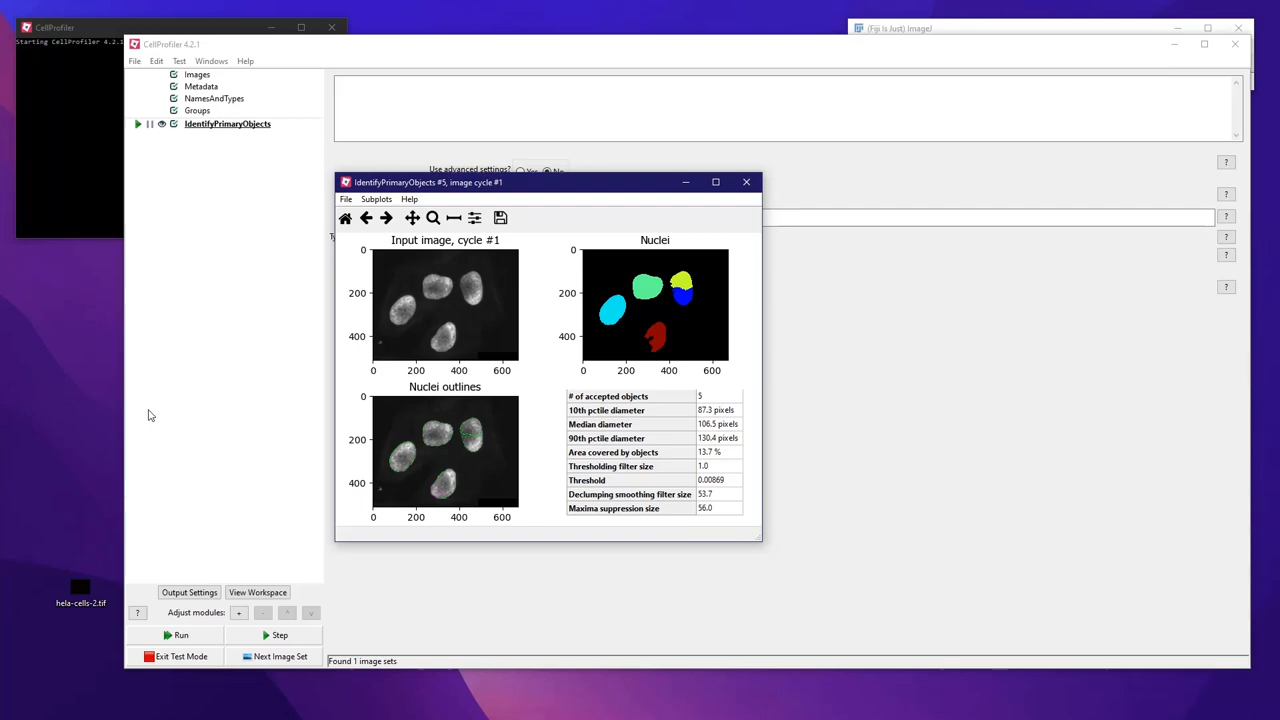 CellProfiler
Starting CellProfiler 4.2.1
(Fiji Is Just) ImageJ
CellProfiler 4.2.1
File Edit Test Windows Help
Images
Metadata
NamesAndTypes
Groups
IdentifyPrimaryObjects
Use advanced settings? Yes No
?
?
?
?
?
?
IdentifyPrimaryObjects #5, image cycle #1
File Subplots Help
Input image, cycle #1
0
200
400
0 200 400 600
Nuclei
0
200
400
0 200 400 600
Nuclei outlines
0
200
400
0 200 400 600
# of accepted objects 5
10th pctile diameter 87.3 pixels
Median diameter 106.5 pixels
90th pctile diameter 130.4 pixels
Area covered by objects 13.7 %
Thresholding filter size 1.0
Threshold 0.00869
Declumping smoothing filter size 53.7
Maxima suppression size 56.0
hela-cells-2.tif
Output Settings View Workspace
? Adjust modules: + - ^ v
Run Step
Exit Test Mode Next Image Set
Found 1 image sets